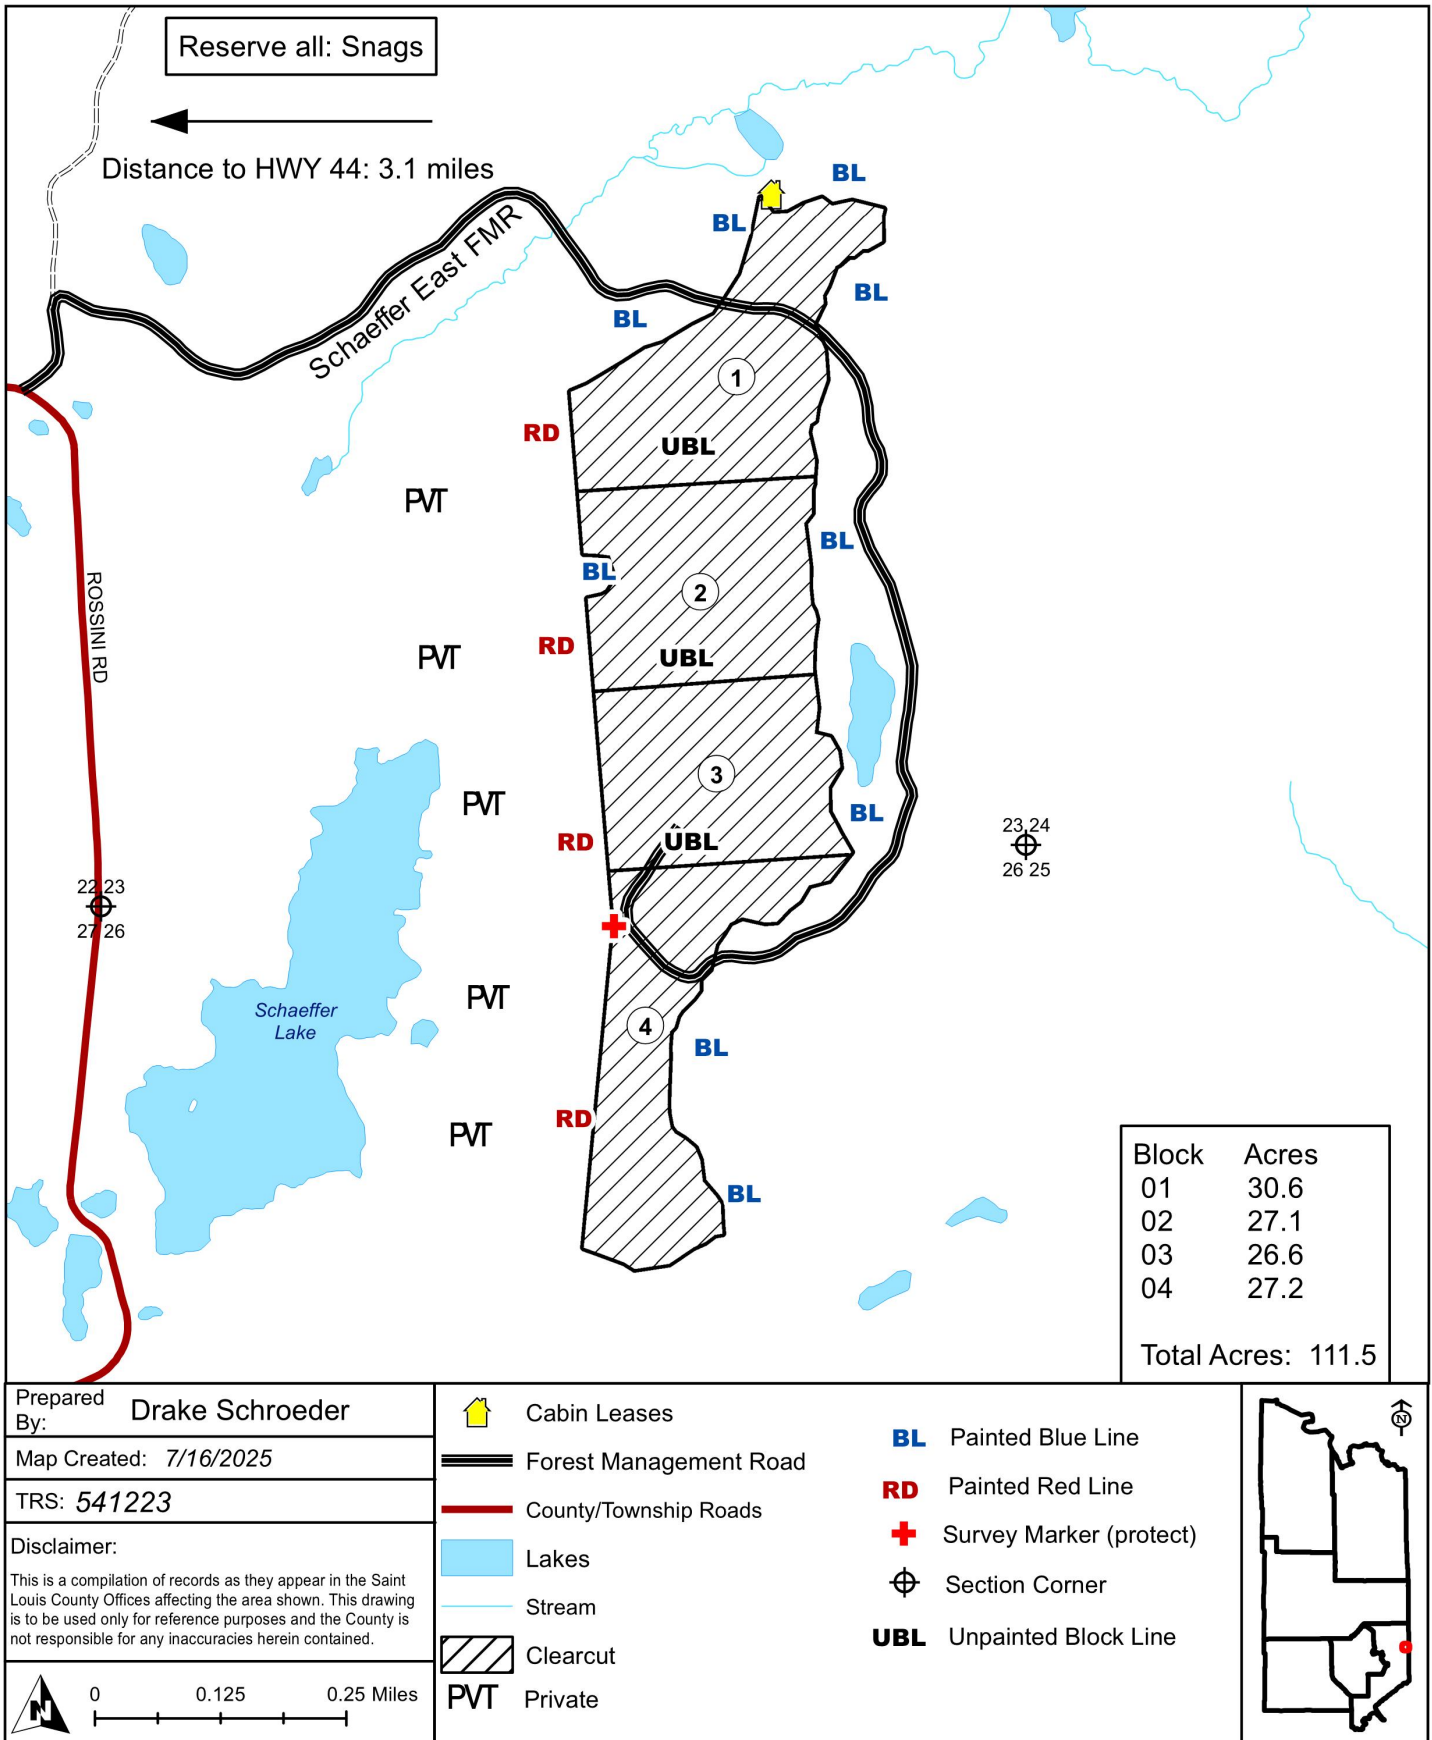 Reserve all: Snags
Distance to HWY 44: 3.1 miles
BL
BL
Schaeffer East FMR
BL
BL
1
RD
UBL
PVT
BL
BL
2
ROSSINI RD
RD
UBL
PVT
3
PVT
BL
RD
UBL
23 24
26 25
22 23
27 26
PVT
Schaeffer
Lake
4
BL
RD
PVT
BL
Block Acres
01 30.6
02 27.1
03 26.6
04 27.2
Total Acres: 111.5
Prepared
By: Drake Schroeder
Map Created: 7/16/2025
TRS: 541223
Disclaimer:
This is a compilation of records as they appear in the Saint
Louis County Offices affecting the area shown. This drawing
is to be used only for reference purposes and the County is
not responsible for any inaccuracies herein contained.
N
0 0.125 0.25 Miles
Cabin Leases
Forest Management Road
County/Township Roads
Lakes
Stream
Clearcut
PVT Private
BL Painted Blue Line
RD Painted Red Line
Survey Marker (protect)
Section Corner
UBL Unpainted Block Line
N